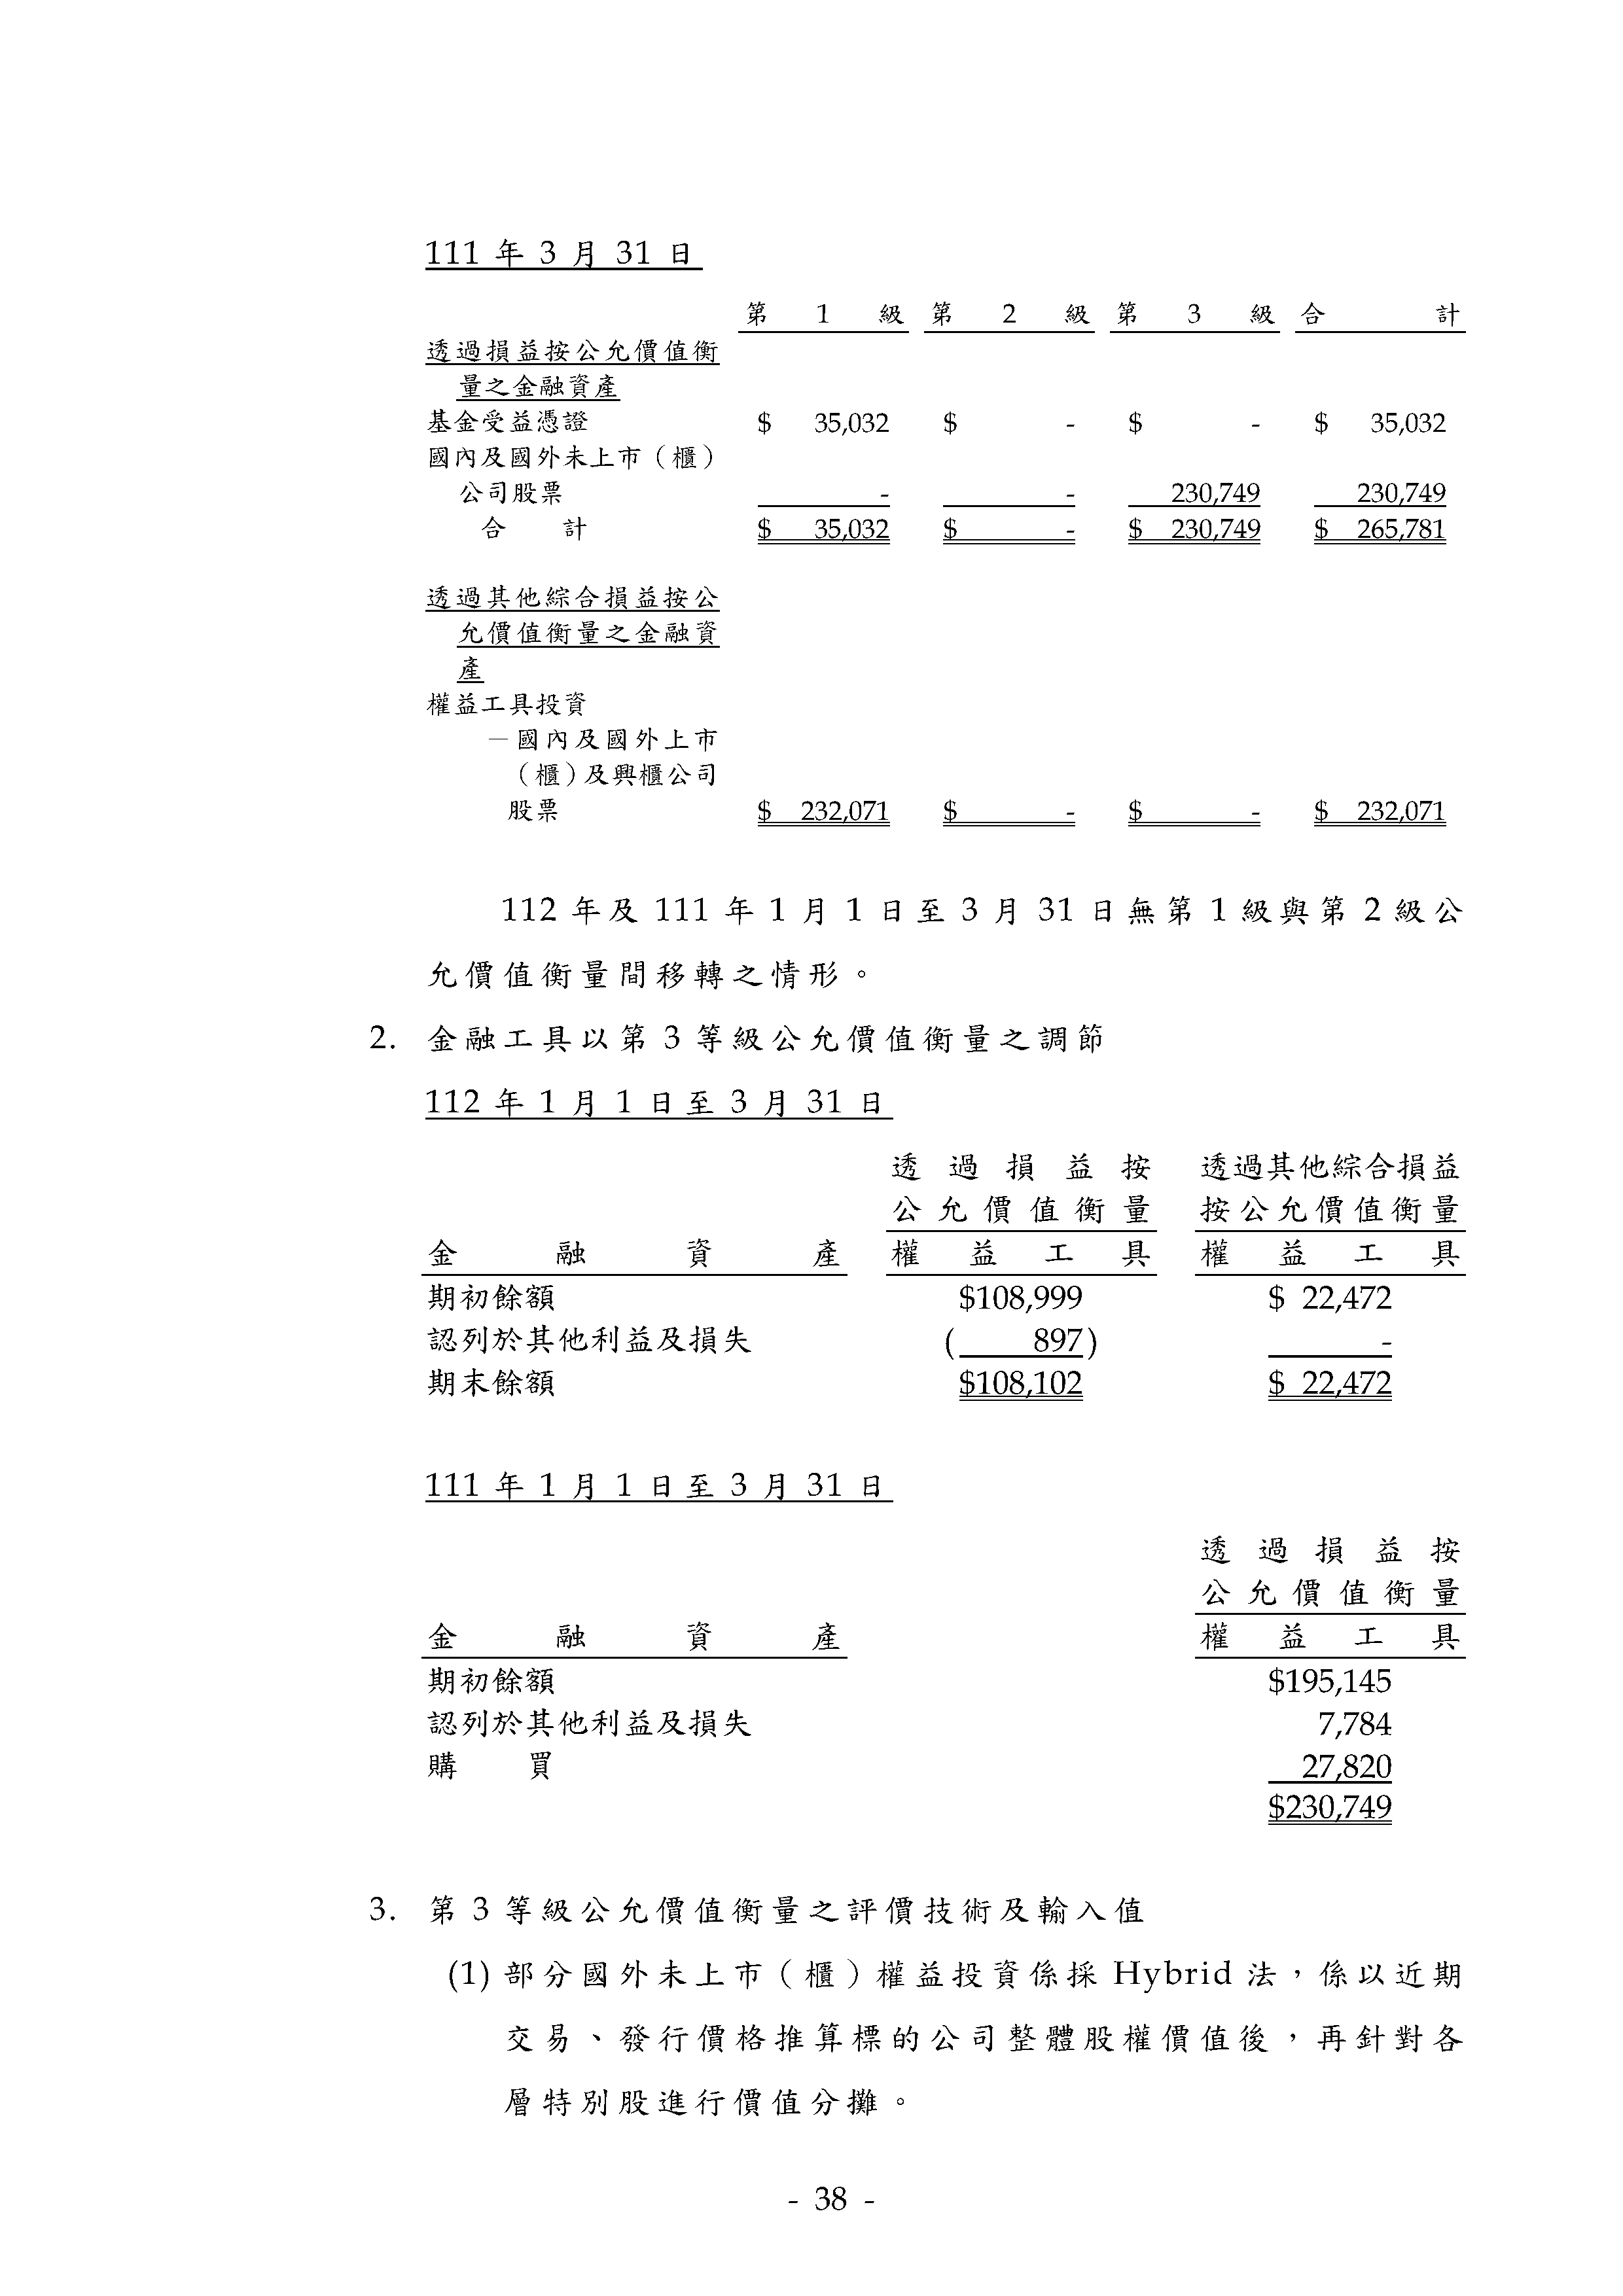 111 年 3 月 31 日
第 1 級 第 2 級 第 3 級 合 計
透過損益按公允價值衡
量之金融資產
基金受益憑證 $ 35,032 $ - $ - $ 35,032
國內及國外未上市（櫃）
公司股票 - - 230,749 230,749
合 計 $ 35,032 $ - $ 230,749 $ 265,781
透過其他綜合損益按公
允價值衡量之金融資
產
權益工具投資
－國內及國外上市
（櫃）及興櫃公司
股票 $ 232,071 $ - $ - $ 232,071
112 年及 111 年 1 月 1 日至 3 月 31 日無第 1 級與第 2 級公
允價值衡量間移轉之情形。
2. 金融工具以第 3 等級公允價值衡量之調節
112 年 1 月 1 日至 3 月 31 日
透過損益按 透過其他綜合損益
公允價值衡量 按公允價值衡量
金融資產 權益工具 權益工具
期初餘額 $108,999 $ 22,472
認列於其他利益及損失 ( 897) -
期末餘額 $108,102 $ 22,472
111 年 1 月 1 日至 3 月 31 日
透過損益按
公允價值衡量
金融資產 權益工具
期初餘額 $195,145
認列於其他利益及損失 7,784
購 買 27,820
$230,749
3. 第 3 等級公允價值衡量之評價技術及輸入值
(1) 部分國外未上市（櫃）權益投資係採 Hybrid 法，係以近期
交易、發行價格推算標的公司整體股權價值後，再針對各
層特別股進行價值分攤。
- 38 -